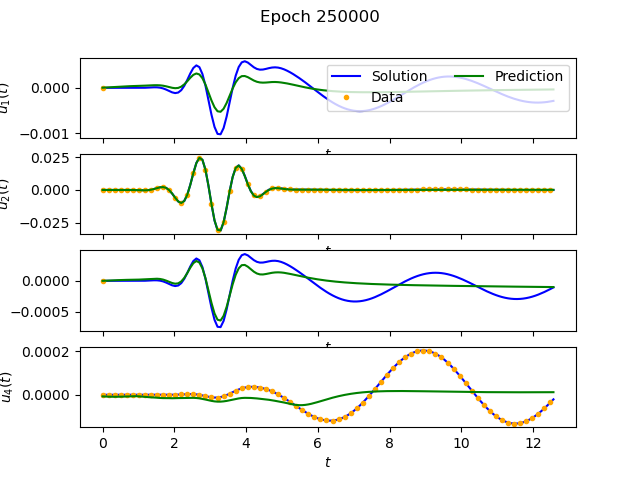 Epoch 250000
u1(t)
0.000
−0.001
Solution
Data
Prediction
t
u2(t)
0.025
0.000
−0.025
t
0.0000
−0.0005
t
u4(t)
0.0002
0.0000
0 2 4 6 8 10 12
t